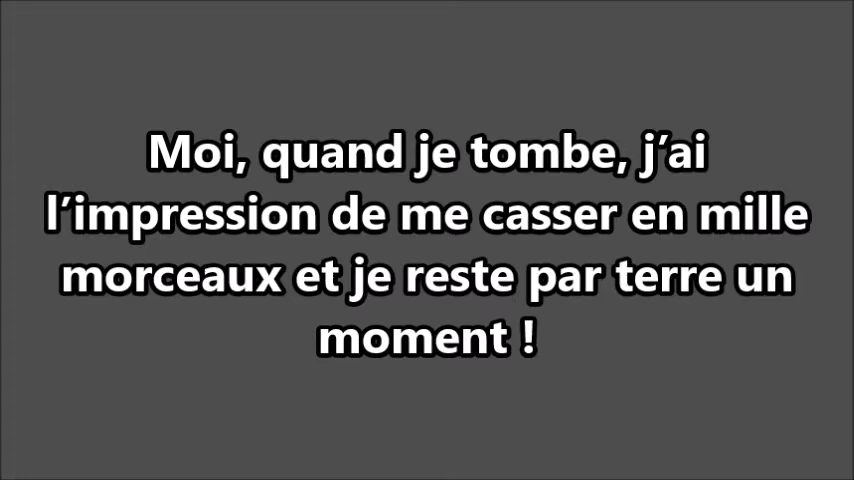 Moi, quand je tombe, j’ai
l’impression de me casser en mille
morceaux et je reste par terre un
moment !